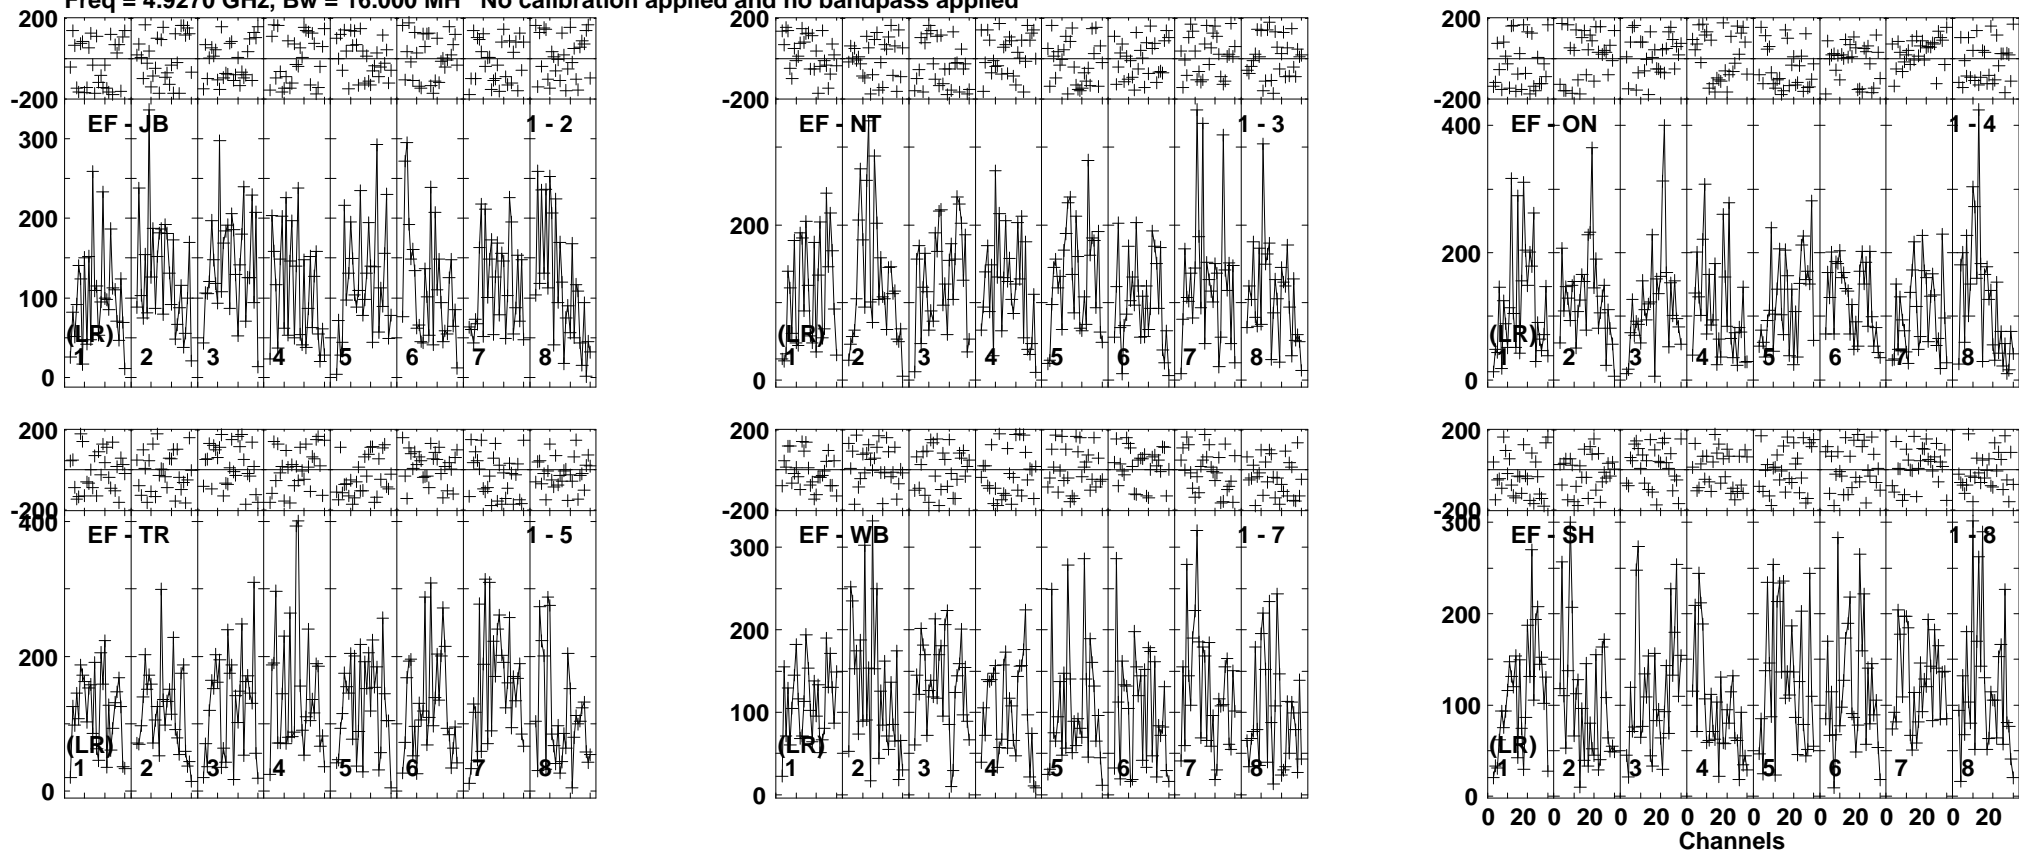 Freq = 4.9270 GHz, Bw = 16.000 MH No calibration applied and no bandpass applied
200 200 200
-200 -200 -200
EF - JB 1 - 2 EF - NT 1 - 3 EF - ON 1 - 4
300 400
200 200 200
100
0 0 0
(LR) (LR) (LR)
1 2 3 4 5 6 7 8 1 2 3 4 5 6 7 8 1 2 3 4 5 6 7 8
200 200 200
-200 -200 -200
400 300 300
EF - TR 1 - 5 EF - WB 1 - 7 EF - SH 1 - 8
200 200 200
100 100
0 0 0
(LR) (LR) (LR)
1 2 3 4 5 6 7 8 1 2 3 4 5 6 7 8 1 2 3 4 5 6 7 8
0 20 0 20 0 20 0 20 0 20 0 20 0 20 0 20
Channels